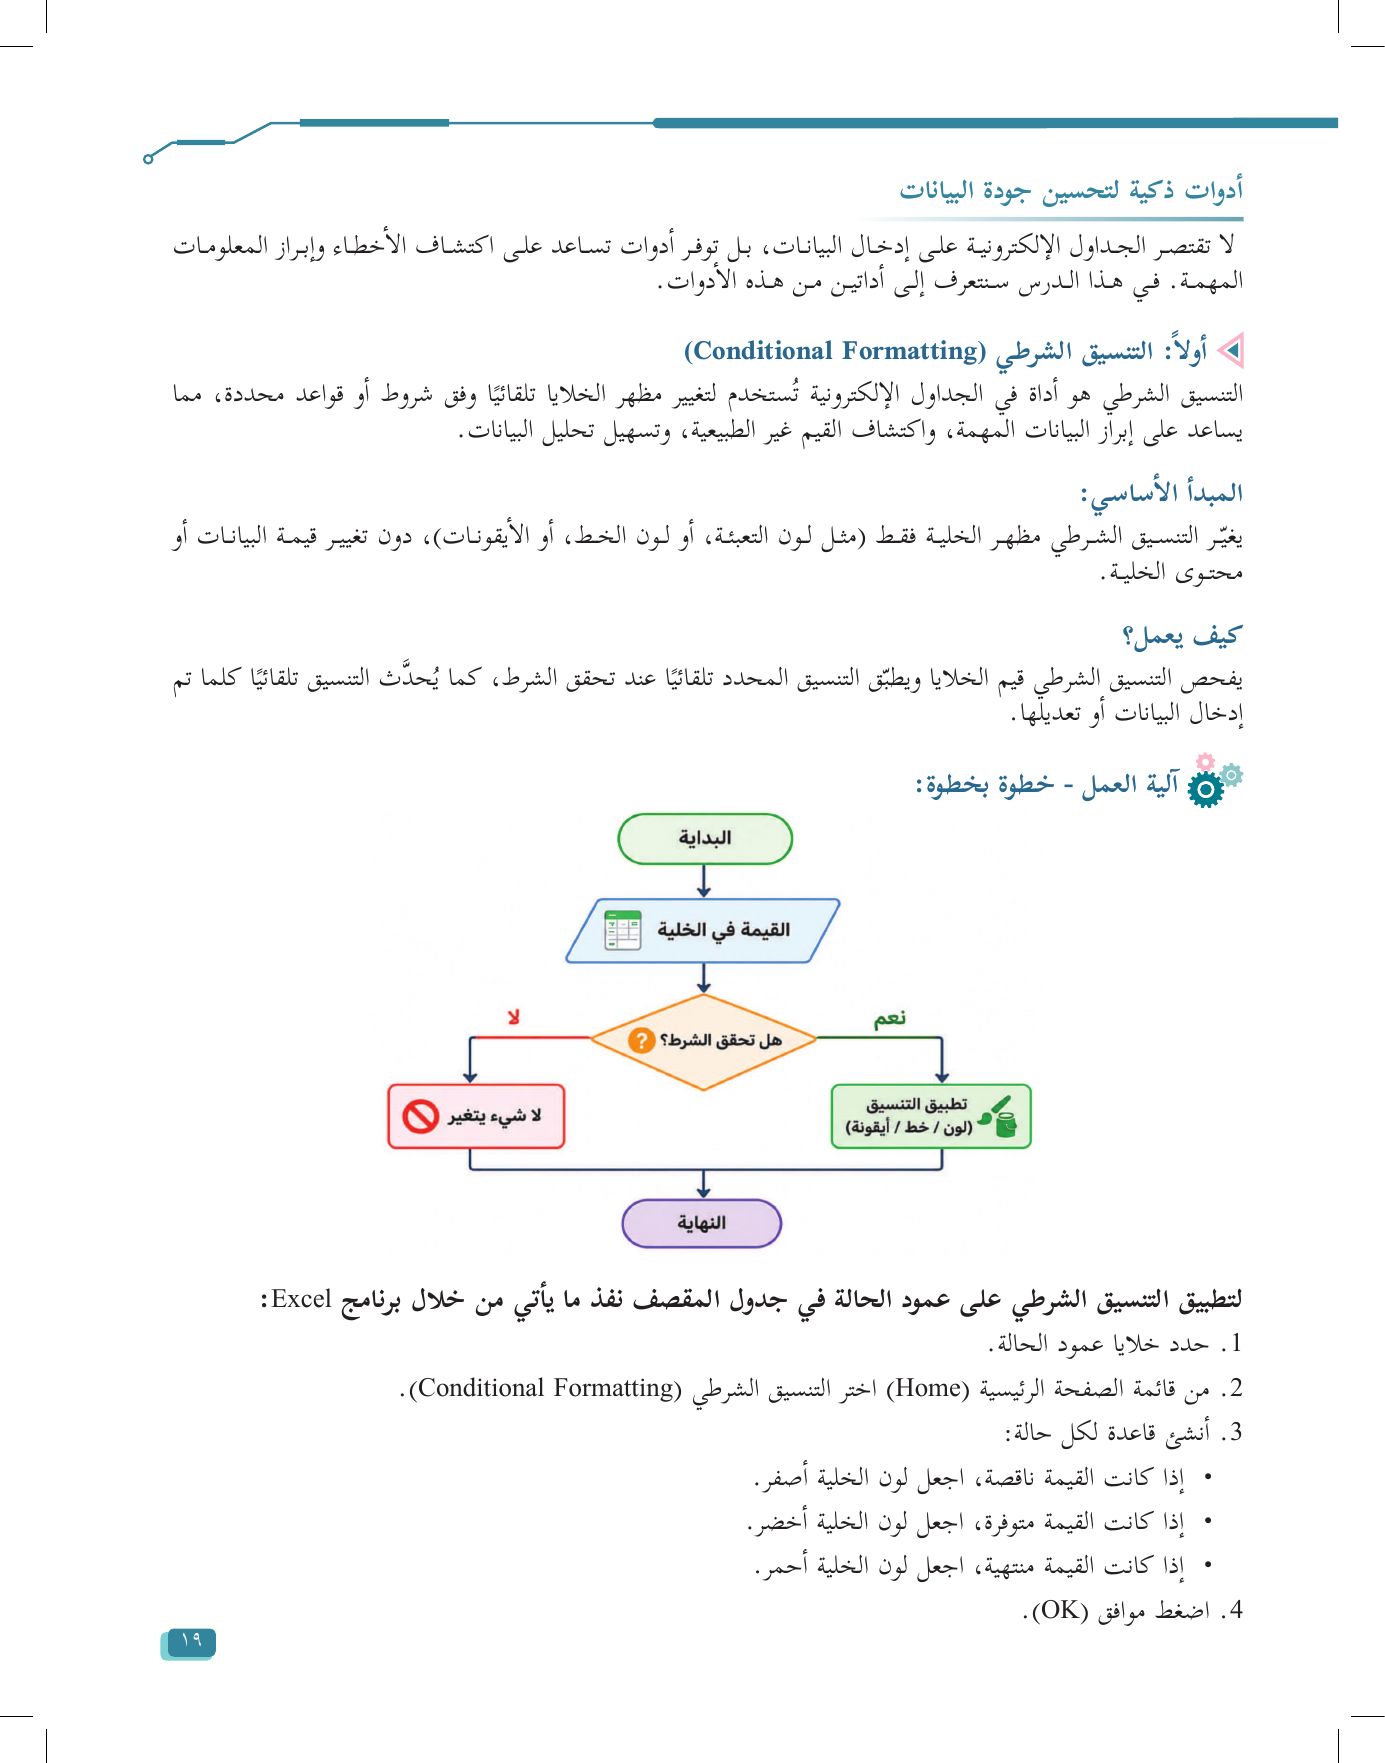 أدوات ذكية لتحسين جودة البيانات
لا تقتصر الجداول الإلكترونية على إدخال البيانات، بل توفر أدوات تساعد على اكتشاف الأخطاء وإبراز المعلومات
المهمة. في هذا الدرس سنتعرف إلى أداتين من هذه الأدوات.
أولاً: التنسيق الشرطي (Conditional Formatting)
التنسيق الشرطي هو أداة في الجداول الإلكترونية تُستخدم لتغيير مظهر الخلايا تلقائيًا وفق شروط أو قواعد محددة، مما
يساعد على إبراز البيانات المهمة، واكتشاف القيم غير الطبيعية، وتسهيل تحليل البيانات.
المبدأ الأساسي:
يغيّر التنسيق الشرطي مظهر الخلية فقط (مثل لون التعبئة، أو لون الخط، أو الأيقونات)، دون تغيير قيمة البيانات أو
محتوى الخلية.
كيف يعمل؟
يفحص التنسيق الشرطي قيم الخلايا ويطبّق التنسيق المحدد تلقائيًا عند تحقق الشرط، كما يُحدَّث التنسيق تلقائيًا كلما تم
إدخال البيانات أو تعديلها.
آلية العمل - خطوة بخطوة:
البداية
القيمة في الخلية
هل تحقق الشرط؟ ?
نعم
لا
تطبيق التنسيق
(لون / خط / أيقونة)
لا شيء يتغير
النهاية
لتطبيق التنسيق الشرطي على عمود الحالة في جدول المقصف نفذ ما يأتي من خلال برنامج Excel:
1. حدد خلايا عمود الحالة.
2. من قائمة الصفحة الرئيسية (Home) اختر التنسيق الشرطي (Conditional Formatting).
3. أنشئ قاعدة لكل حالة:
• إذا كانت القيمة ناقصة، اجعل لون الخلية أصفر.
• إذا كانت القيمة متوفرة، اجعل لون الخلية أخضر.
• إذا كانت القيمة منتهية، اجعل لون الخلية أحمر.
4. اضغط موافق (OK).
١٩